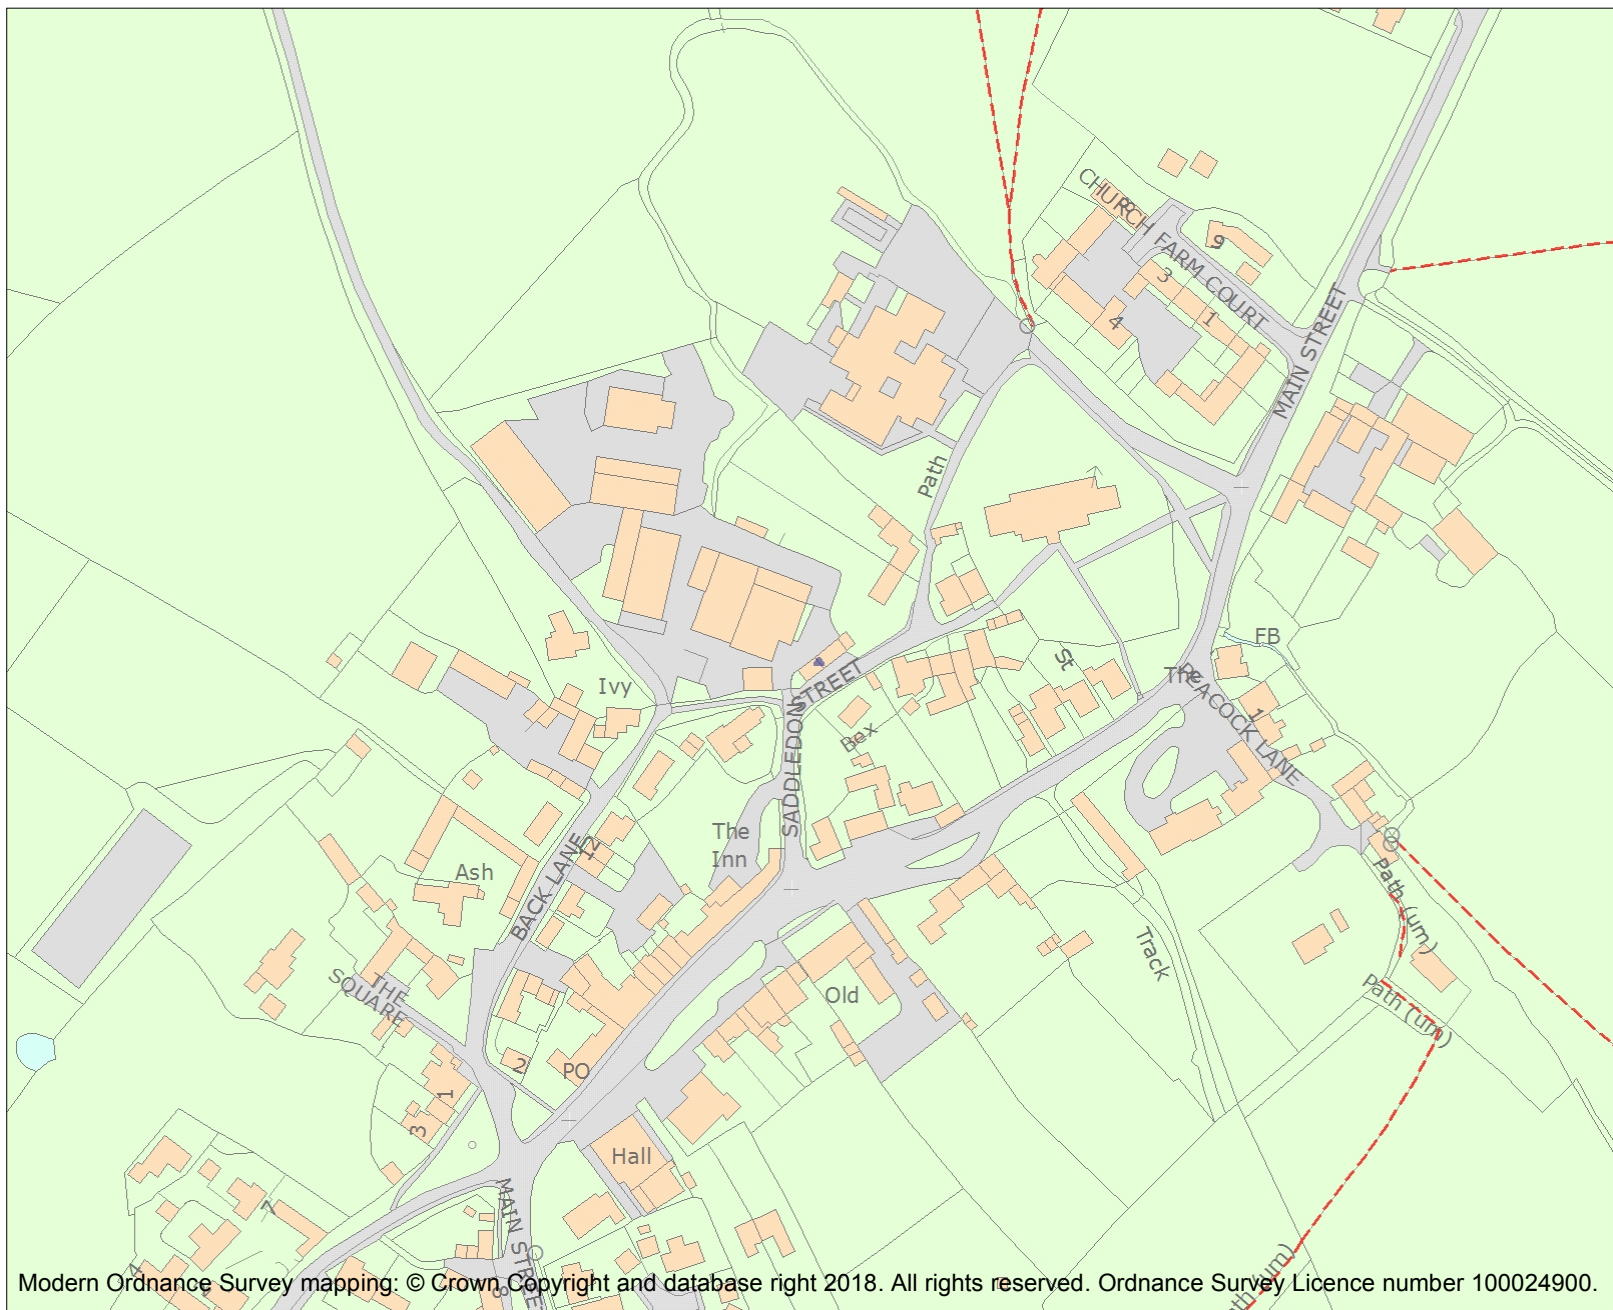 CHURCH FARM COURT
8
9
3
4
1
MAIN STREET
Path
FB
St
The
PEACOCK LANE
1
Ivy
STREET
SADDLEDON
Bex
The
Inn
12
Ash
BACK LANE
Path (um)
Track
THE
SQUARE
Old
Path (um)
2
PO
1
3
Hall
MAIN STREET
7
4
8
Modern Ordnance Survey mapping: © Crown Copyright and database right 2018. All rights reserved. Ordnance Survey Licence number 100024900.